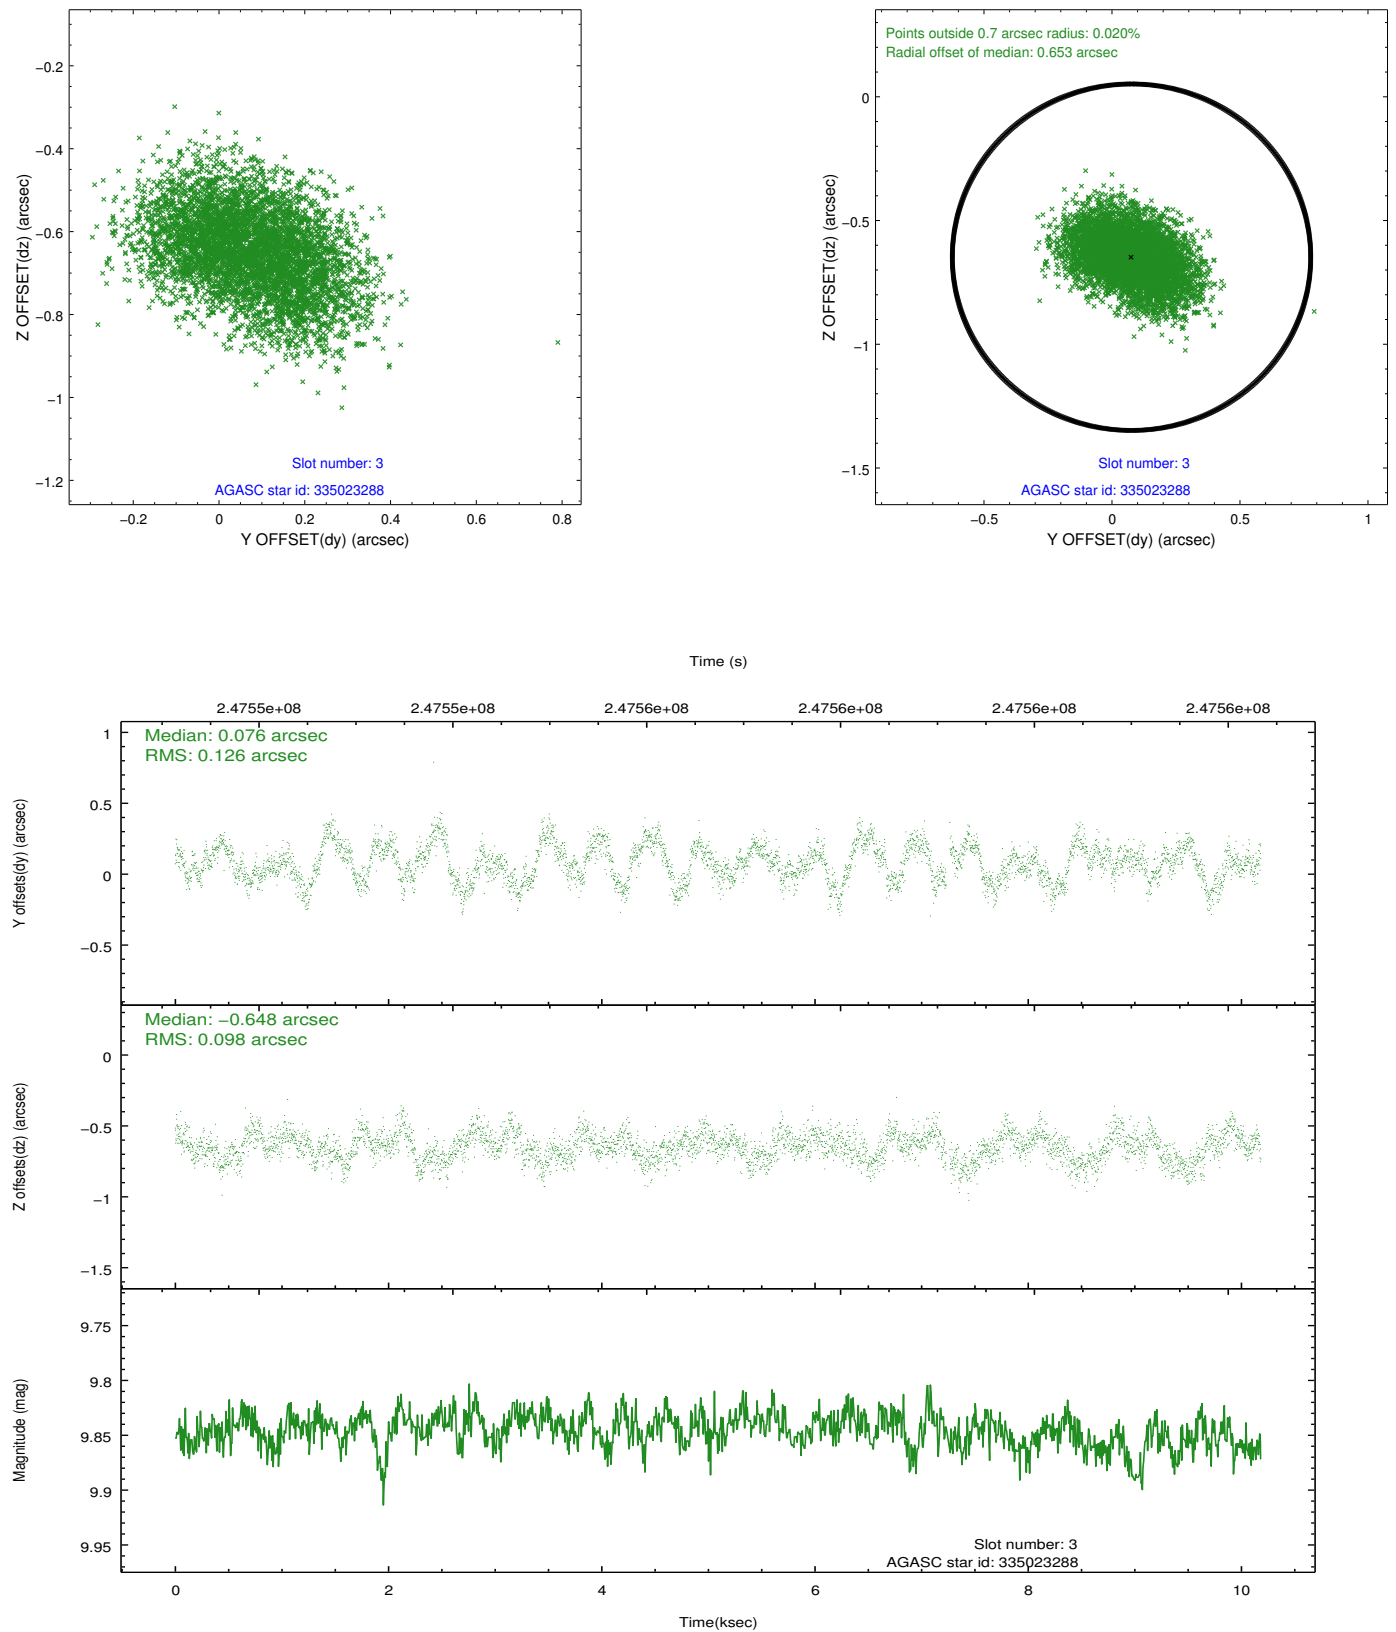 −0.2
−0.4
−0.6
−0.8
−1
−1.2
Z OFFSET(dz) (arcsec)
Slot number: 3
AGASC star id: 335023288
−0.2
0
0.2
0.4
0.6
0.8
Y OFFSET(dy) (arcsec)
Points outside 0.7 arcsec radius: 0.020%
Radial offset of median: 0.653 arcsec
0
−0.5
−1
−1.5
Z OFFSET(dz) (arcsec)
Slot number: 3
AGASC star id: 335023288
−0.5
0
0.5
1
Y OFFSET(dy) (arcsec)
Time (s)
2.4755e+08
2.4755e+08
2.4756e+08
2.4756e+08
2.4756e+08
2.4756e+08
Median: 0.076 arcsec
RMS: 0.126 arcsec
1
0.5
0
−0.5
Y offsets(dy) (arcsec)
Median: −0.648 arcsec
RMS: 0.098 arcsec
0
−0.5
−1
−1.5
Z offsets(dz) (arcsec)
9.75
9.8
9.85
9.9
9.95
Magnitude (mag)
Slot number: 3
AGASC star id: 335023288
0
2
4
6
8
10
Time(ksec)